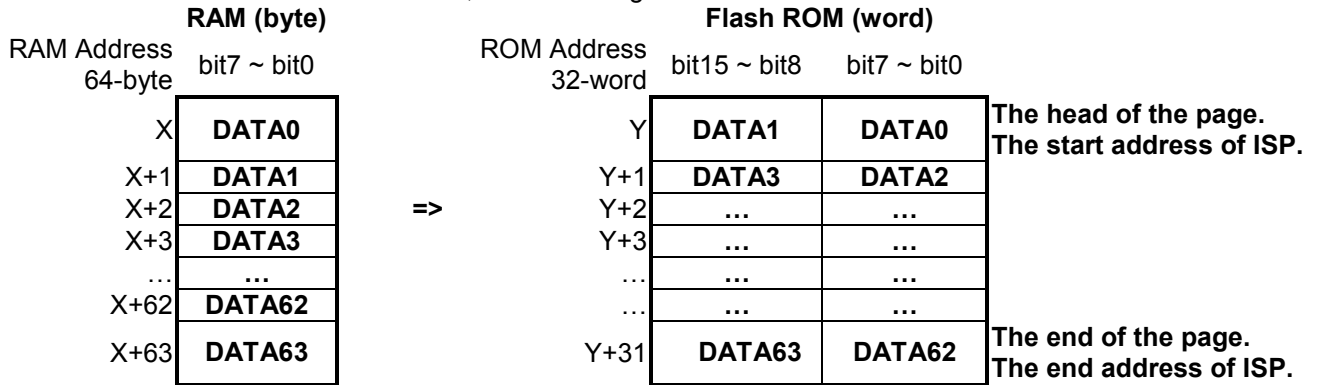 RAM (byte) Flash ROM (word)
RAM Address bit7 ~ bit0 ROM Address bit15 ~ bit8 bit7 ~ bit0
64-byte 32-word
X DATA0 Y DATA1 DATA0 The head of the page.
The start address of ISP.
X+1 DATA1 Y+1 DATA3 DATA2
X+2 DATA2 => Y+2 … …
X+3 DATA3 Y+3 … …
… … … … …
X+62 DATA62 … … …
X+63 DATA63 Y+31 DATA63 DATA62 The end of the page.
The end address of ISP.